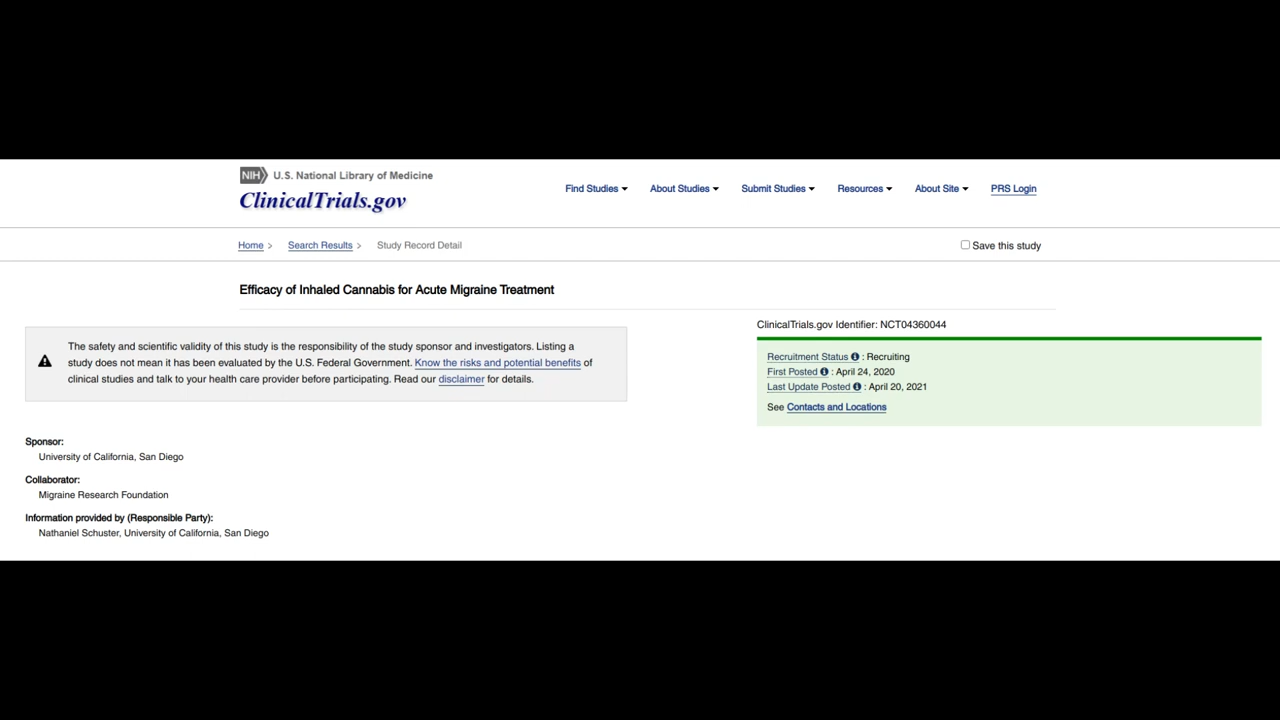 NIH U.S. National Library of Medicine
ClinicalTrials.gov
Find Studies About Studies Submit Studies Resources About Site PRS Login
Home > Search Results > Study Record Detail
Save this study
Efficacy of Inhaled Cannabis for Acute Migraine Treatment
The safety and scientific validity of this study is the responsibility of the study sponsor and investigators. Listing a
study does not mean it has been evaluated by the U.S. Federal Government. Know the risks and potential benefits of
clinical studies and talk to your health care provider before participating. Read our disclaimer for details.
ClinicalTrials.gov Identifier: NCT04360044
Recruitment Status : Recruiting
First Posted : April 24, 2020
Last Update Posted : April 20, 2021
See Contacts and Locations
Sponsor:
University of California, San Diego
Collaborator:
Migraine Research Foundation
Information provided by (Responsible Party):
Nathaniel Schuster, University of California, San Diego